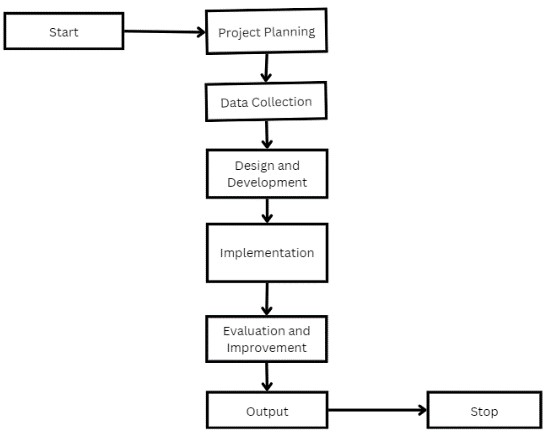 Start
Project Planning
Data Collection
Design and
Development
Implementation
Evaluation and
Improvement
Output
Stop